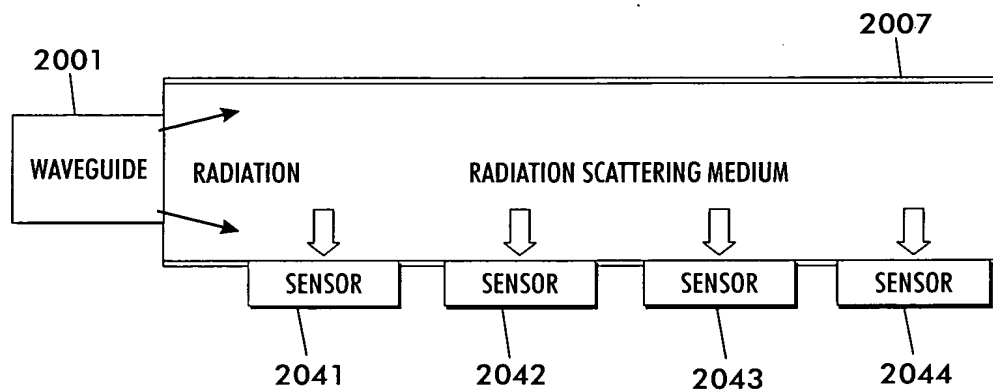 2007
2001
WAVEGUIDE
RADIATION
RADIATION SCATTERING MEDIUM
SENSOR
SENSOR
SENSOR
SENSOR
2041
2042
2043
2044